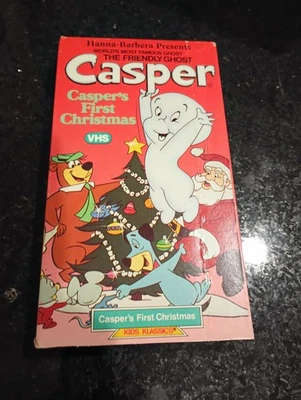 Hanna-Barbera Presents
WORLD'S MOST FAMOUS GHOST
THE FRIENDLY GHOST
Casper
Casper's
First
Christmas
VHS
Casper's First Christmas
KIDS KLASSICS®